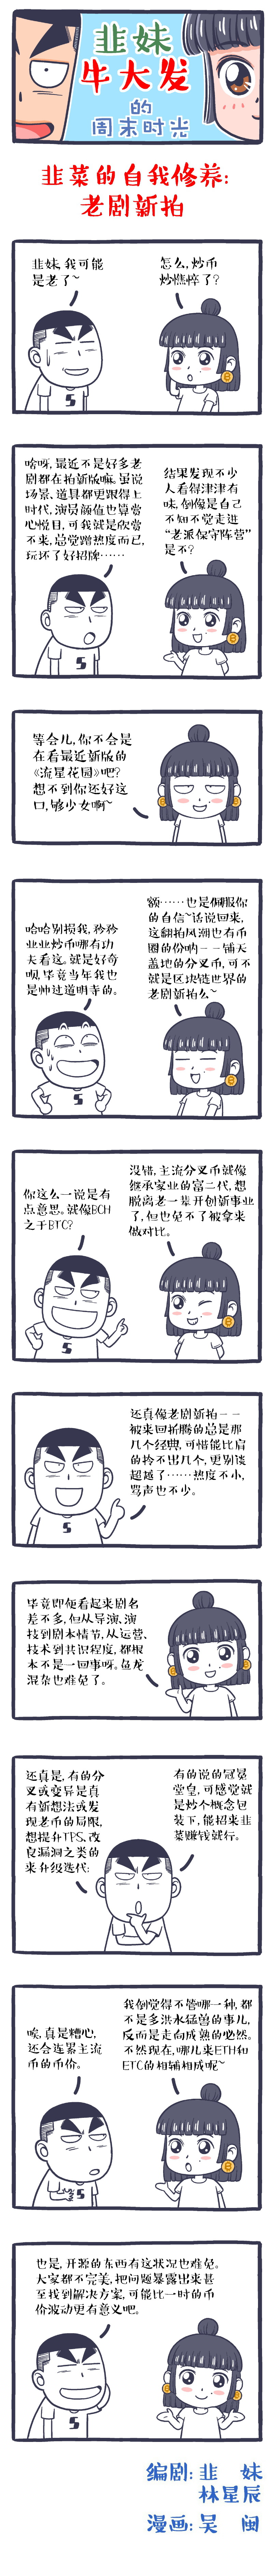 韭妹
牛大发
的
周末时光
韭菜的自我修养:
老剧新拍
韭妹,我可能
是老了~
怎么,炒币
炒憔悴了?
哈呀,最近不是好多老
剧都在拍新版嘛,虽说
场景、道具都更跟得上
时代,演员颜值也算赏
心悦目,可我就是欣赏
不来,总觉蹭热度而已,
玩坏了好招牌……
结果发现不少
人看得津津有
味,倒像是自己
不知不觉走进
“老派保守阵营”
是不?
等会儿,你不会是
在看最近新版的
《流星花园》吧?
想不到你还好这
口,够少女啊~
哈哈别损我,矜矜
业业炒币哪有功
夫看这。就是好奇
呗,毕竟当年我也
是帅过道明寺的。
额……也是佩服你
的自信~话说回来,
这翻拍风潮也有币
圈的份呐——铺天
盖地的分叉币,可不
就是区块链世界的
老剧新拍么~
你这么一说是有
点意思。就像BCH
之于BTC?
没错,主流分叉币就像
继承家业的富二代,想
脱离老一辈开创新事业
了,但也免不了被拿来
做对比。
还真像老剧新拍——
被来回折腾的总是那
几个经典,可惜能比肩
的拎不出几个,更别谈
超越了……热度不小,
骂声也不少。
毕竟即便看起来剧名
差不多,但从导演、演
技到剧本情节,从运营、
技术到共识程度,都根
本不是一回事呀。鱼龙
混杂也难免了。
还真是,有的分
叉或变异是真
有新想法或发
现老币的局限,
想提升TPS、改
良漏洞之类的
来升级迭代;
有的说的冠冕
堂皇,可感觉就
是炒个概念包
装下,能招来韭
菜赚钱就行。
唉,真是糟心,
还会连累主流
币的币价。
我倒觉得不管哪一种,都
不是多洪水猛兽的事儿,
反而是走向成熟的必然。
不然现在,哪儿来ETH和
ETC的相辅相成呢~
也是,开源的东西有这状况也难免。
大家都不完美,把问题暴露出来甚
至找到解决方案,可能比一时的币
价波动更有意义吧。
编剧:韭 妹
林星辰
漫画:吴 闽